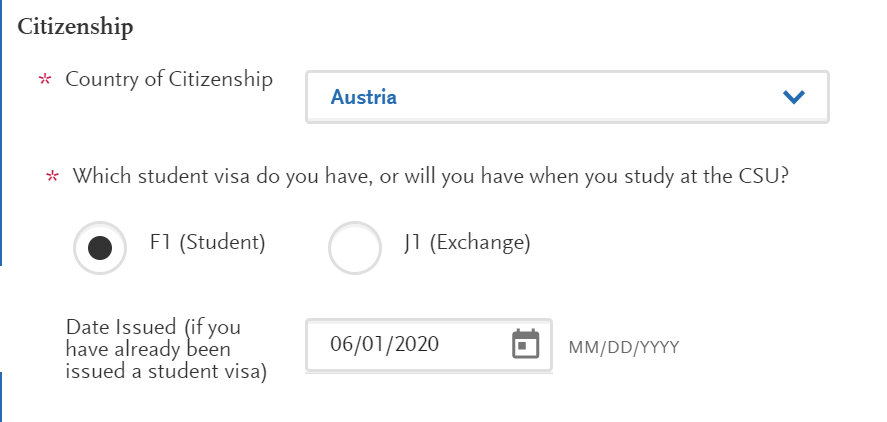 Citizenship
* Country of Citizenship
Austria
* Which student visa do you have, or will you have when you study at the CSU?
F1 (Student) J1 (Exchange)
Date Issued (if you
have already been
issued a student visa)
06/01/2020
MM/DD/YYYY